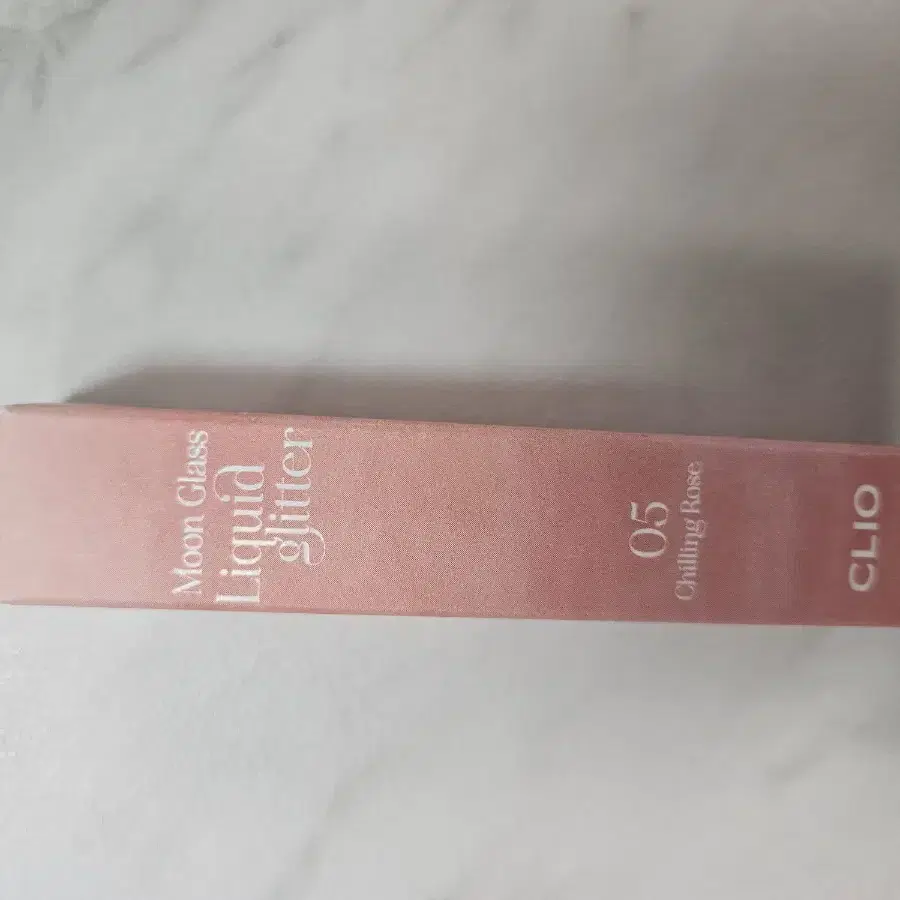 Moon Glass
Liquid
glitter
05
Chilling Rose
CLIO